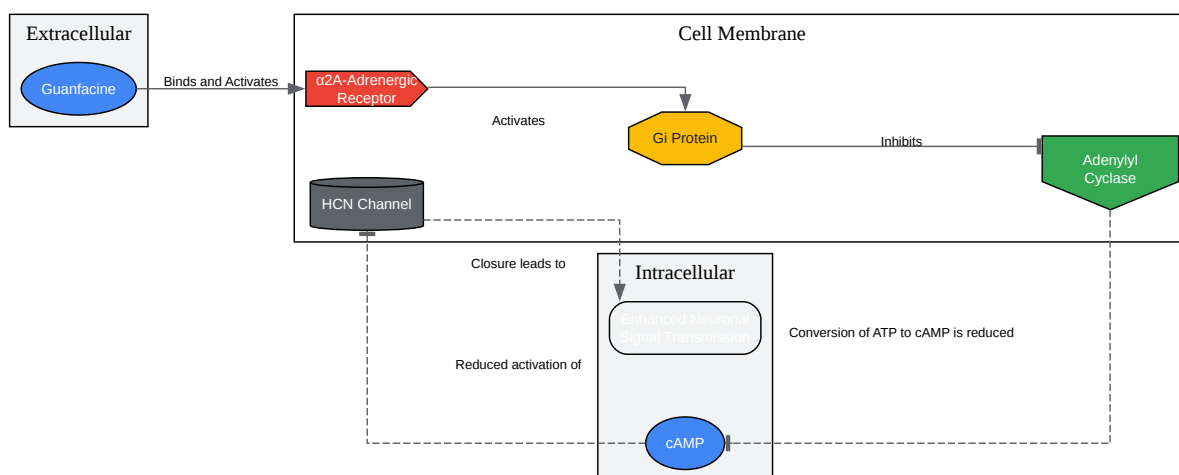 Extracellular
Cell Membrane
Guanfacine
Binds and Activates
α2A-Adrenergic
Receptor
Activates
Gi Protein
Inhibits
Adenylyl
Cyclase
HCN Channel
Closure leads to
Intracellular
Enhanced Neuronal
Signal Transmission
Conversion of ATP to cAMP is reduced
Reduced activation of
cAMP